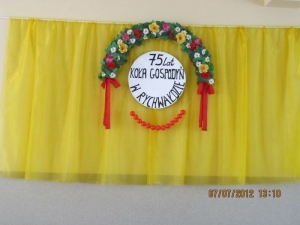 75 Lat
KOŁA GOSPODYŃ
W RYCHWAŁDZIE
07/07/2012 13:10